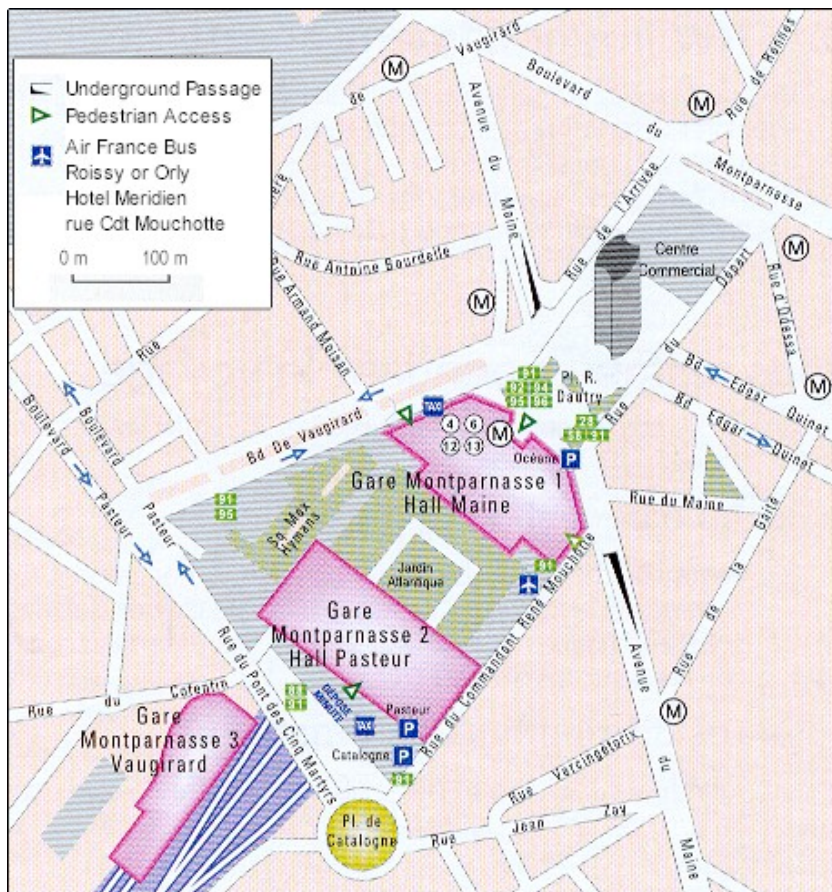 Underground Passage
Pedestrian Access
Air France Bus
Roissy or Orly
Hotel Meridien
rue Cdt Mouchotte
0 m 100 m
M
de
Vaugirard
Boulevard
du
Montparnasse
M
Rue de Rennes
Avenue
du
Maine
Rue de l'Arrivée
Centre
Commercial
M
Rue Antoine Bourdelle
M
Rue Armand Moisan
Rue
Rue du Départ
Rue d'Odessa
M
Bd Edgar Quinet
Bd Edgar Quinet
Boulevard
Pasteur
Boulevard
Pasteur
Bd De Vaugirard
TAXI
91
92 94
95 96
Pl. R.
Dautry
28
58 91
4 6 M
12 13
Océane P
Gare Montparnasse 1
Hall Maine
91
95
Sq. Max
Hymans
Jardin
Atlantique
91
Rue du Maine
Rue de la Gaîté
Gare
Montparnasse 2
Hall Pasteur
Rue du Commandant René Mouchotte
Avenue
du
Maine
M
Rue du Cotentin
Rue du Pont des Cinq Martyrs
88
91
DÉPOSE
MINUTE
TAXI
Pasteur
P
Catalogne P
91
Gare
Montparnasse 3
Vaugirard
Pl. de
Catalogne
Rue Vercingetorix
Rue Jean Zay